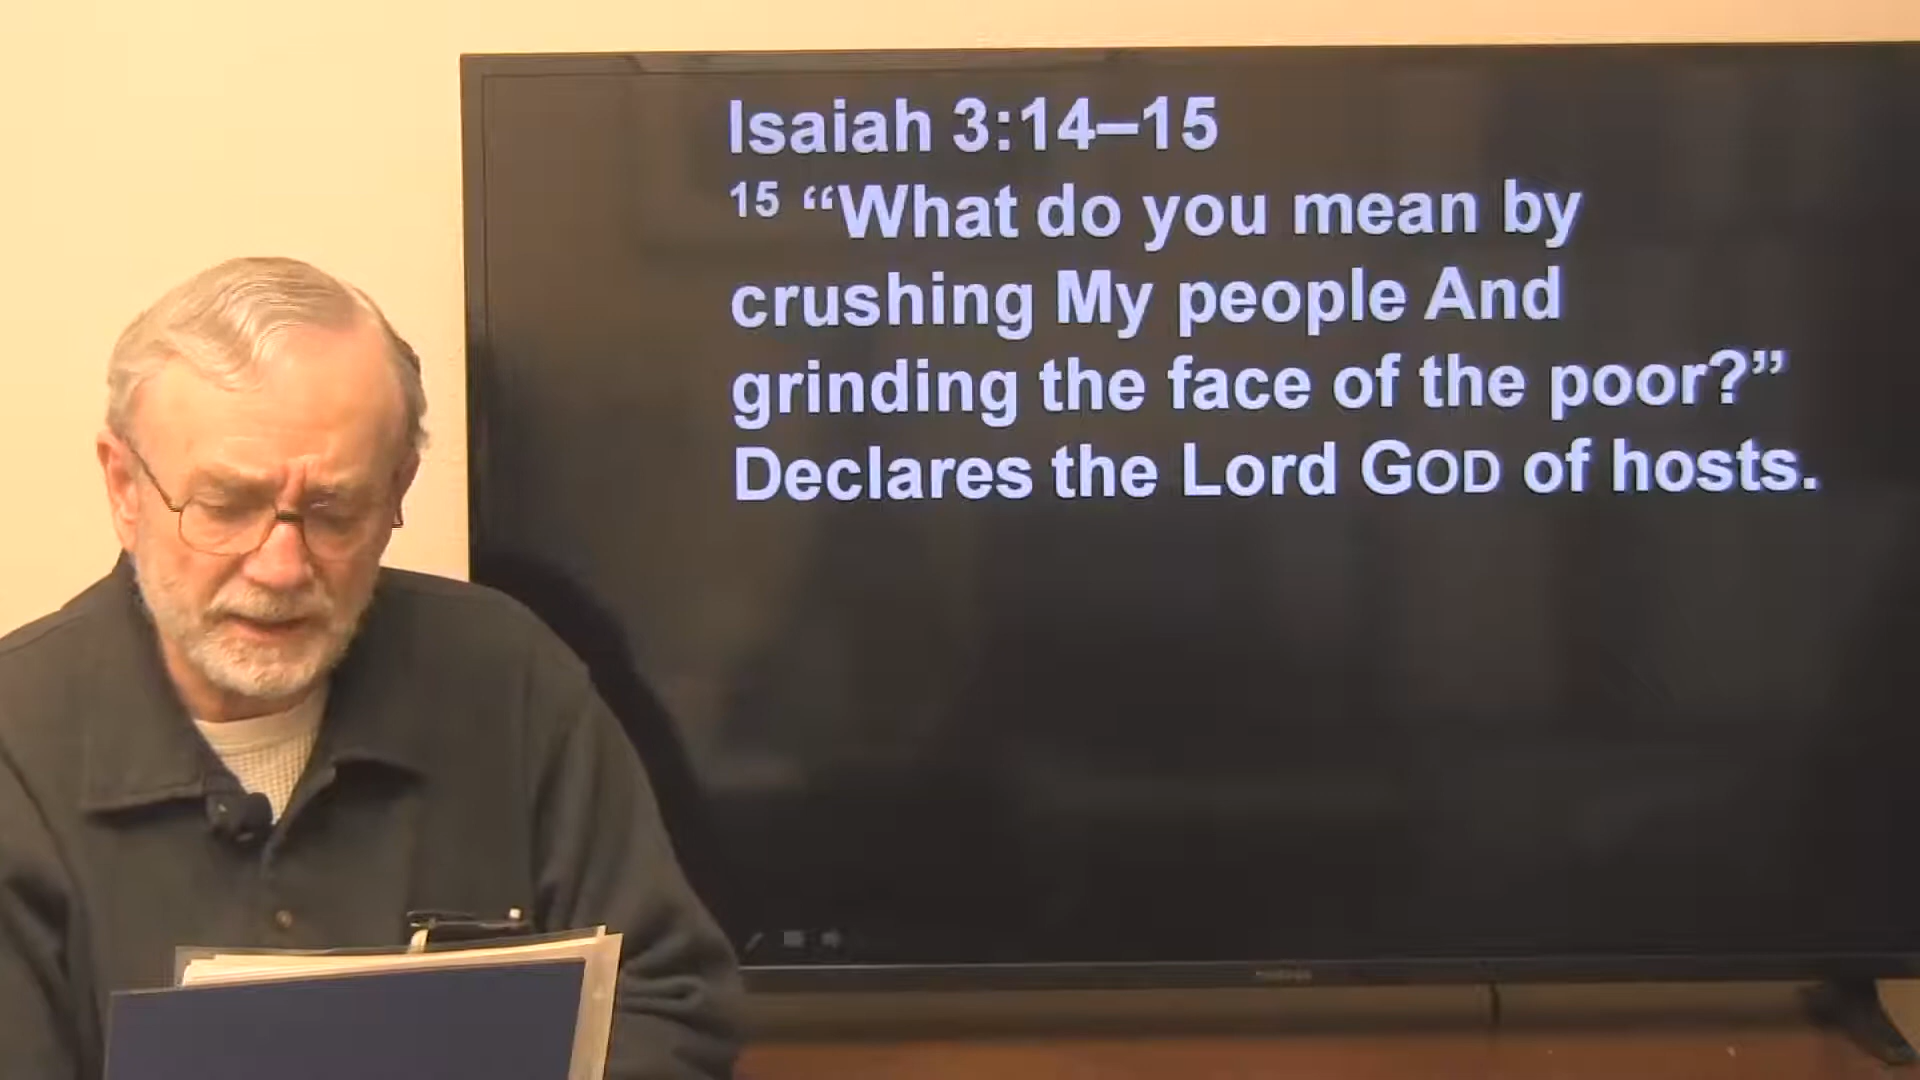 Isaiah 3:14–15
15 “What do you mean by
crushing My people And
grinding the face of the poor?”
Declares the Lord GOD of hosts.